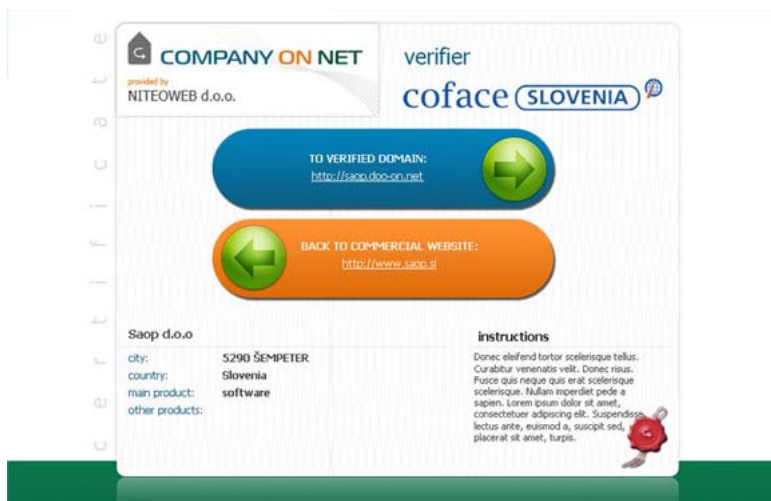 certificate
COMPANY ON NET
provided by
NITEOWEB d.o.o.
verifier
coface SLOVENIA
TO VERIFIED DOMAIN:
http://saop.doo-on.net
BACK TO COMMERCIAL WEBSITE:
http://www.saop.si
Saop d.o.o
city: 5290 ŠEMPETER
country: Slovenia
main product: software
other products:
instructions
Donec eleifend tortor scelerisque tellus.
Curabitur venenatis velit. Donec risus.
Fusce quis neque quis erat scelerisque
scelerisque. Nullam imperdiet pede a
sapien. Lorem ipsum dolor sit amet,
consectetuer adipiscing elit. Suspendisse
lectus ante, euismod a, suscipit sed,
placerat sit amet, turpis.